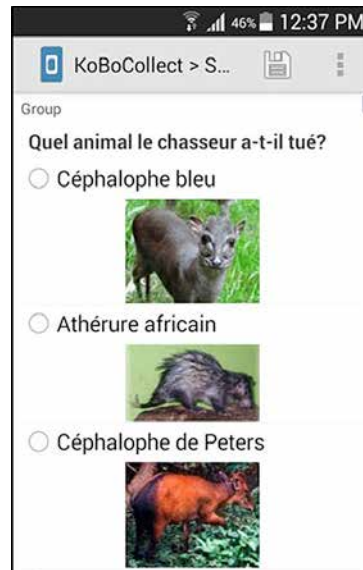 46% 12:37 PM
KoBoCollect > S...
Group
Quel animal le chasseur a-t-il tué?
Céphalophe bleu
Athérure africain
Céphalophe de Peters